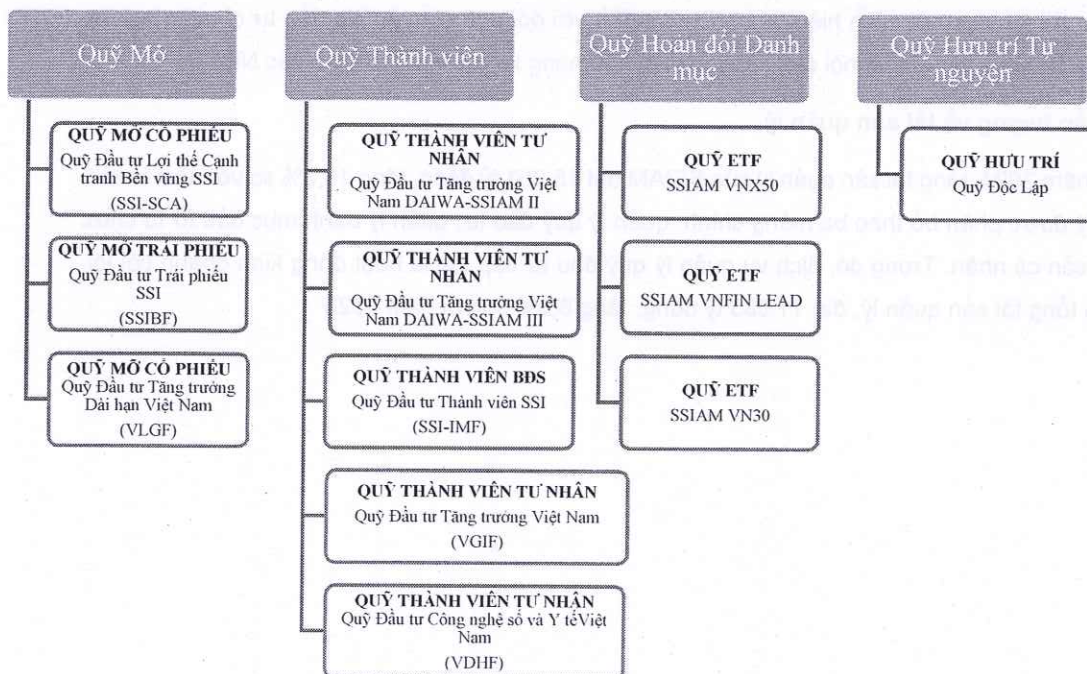 Quỹ Mở
QUỸ MỞ CỔ PHIẾU
Quỹ Đầu tư Lợi thế Cạnh
tranh Bền vững SSI
(SSI-SCA)
QUỸ MỞ TRÁI PHIẾU
Quỹ Đầu tư Trái phiếu
SSI
(SSIBF)
QUỸ MỞ CỔ PHIẾU
Quỹ Đầu tư Tăng trưởng
Dài hạn Việt Nam
(VLGF)
Quỹ Thành viên
QUỸ THÀNH VIÊN TƯ
NHÂN
Quỹ Đầu tư Tăng trưởng Việt
Nam DAIWA-SSIAM II
QUỸ THÀNH VIÊN TƯ
NHÂN
Quỹ Đầu tư Tăng trưởng Việt
Nam DAIWA-SSIAM III
QUỸ THÀNH VIÊN BĐS
Quỹ Đầu tư Thành viên SSI
(SSI-IMF)
QUỸ THÀNH VIÊN TƯ NHÂN
Quỹ Đầu tư Tăng trưởng Việt Nam
(VGIF)
QUỸ THÀNH VIÊN TƯ NHÂN
Quỹ Đầu tư Công nghệ số và Y tếViệt
Nam
(VDHF)
Quỹ Hoán đổi Danh
mục
QUỸ ETF
SSIAM VNX50
QUỸ ETF
SSIAM VNFIN LEAD
QUỸ ETF
SSIAM VN30
Quỹ Hưu trí Tư
nguyện
QUỸ HƯU TRÍ
Quỹ Độc Lập